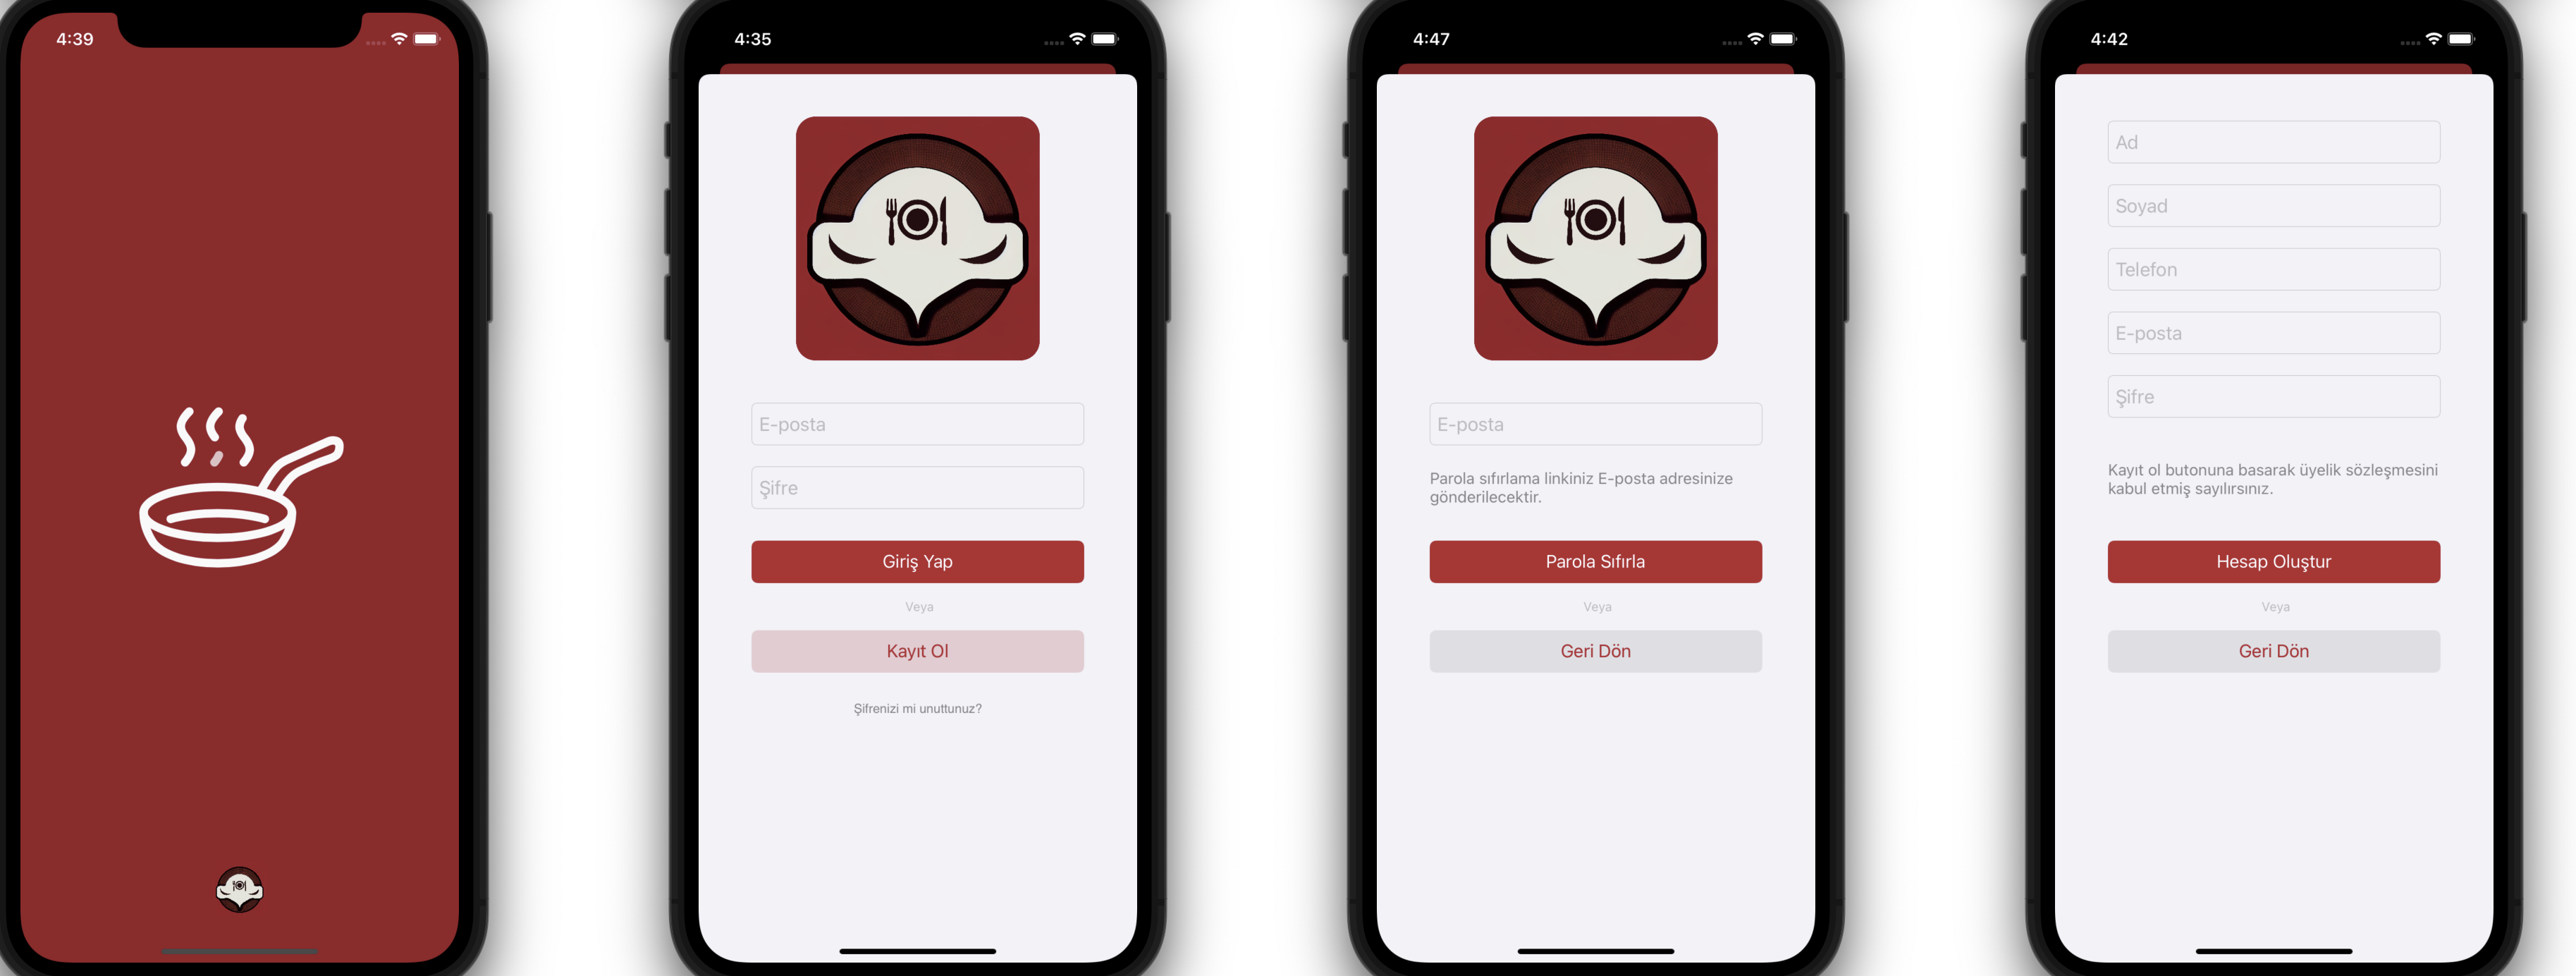 4:39
4:35
E-posta
Şifre
Giriş Yap
Veya
Kayıt Ol
Şifrenizi mi unuttunuz?
4:47
E-posta
Parola sıfırlama linkiniz E-posta adresinize
gönderilecektir.
Parola Sıfırla
Veya
Geri Dön
4:42
Ad
Soyad
Telefon
E-posta
Şifre
Kayıt ol butonuna basarak üyelik sözleşmesini
kabul etmiş sayılırsınız.
Hesap Oluştur
Veya
Geri Dön